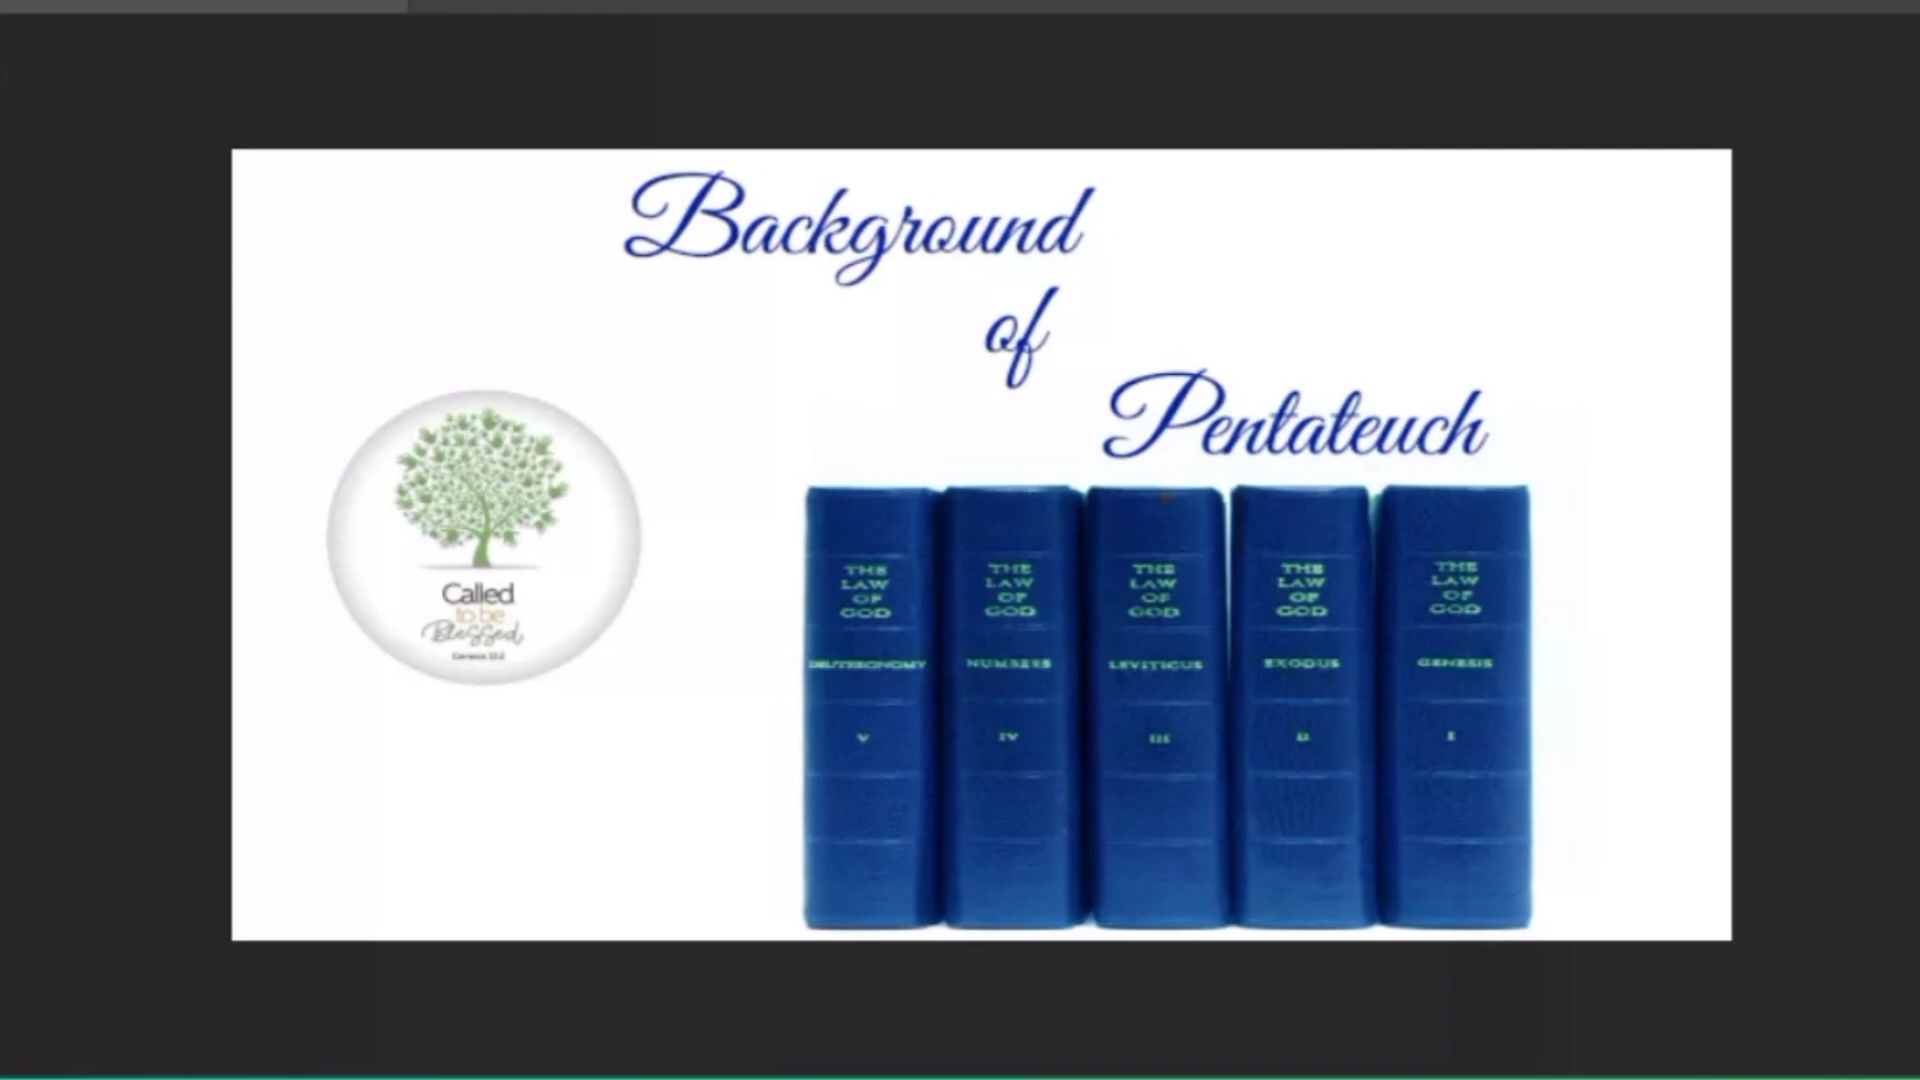 Background
of
Pentateuch
Called
to be
Blessed
THE
LAW
OF
GOD
DEUTERONOMY
V
THE
LAW
OF
GOD
NUMBERS
IV
THE
LAW
OF
GOD
LEVITICUS
III
THE
LAW
OF
GOD
EXODUS
II
THE
LAW
OF
GOD
GENESIS
I